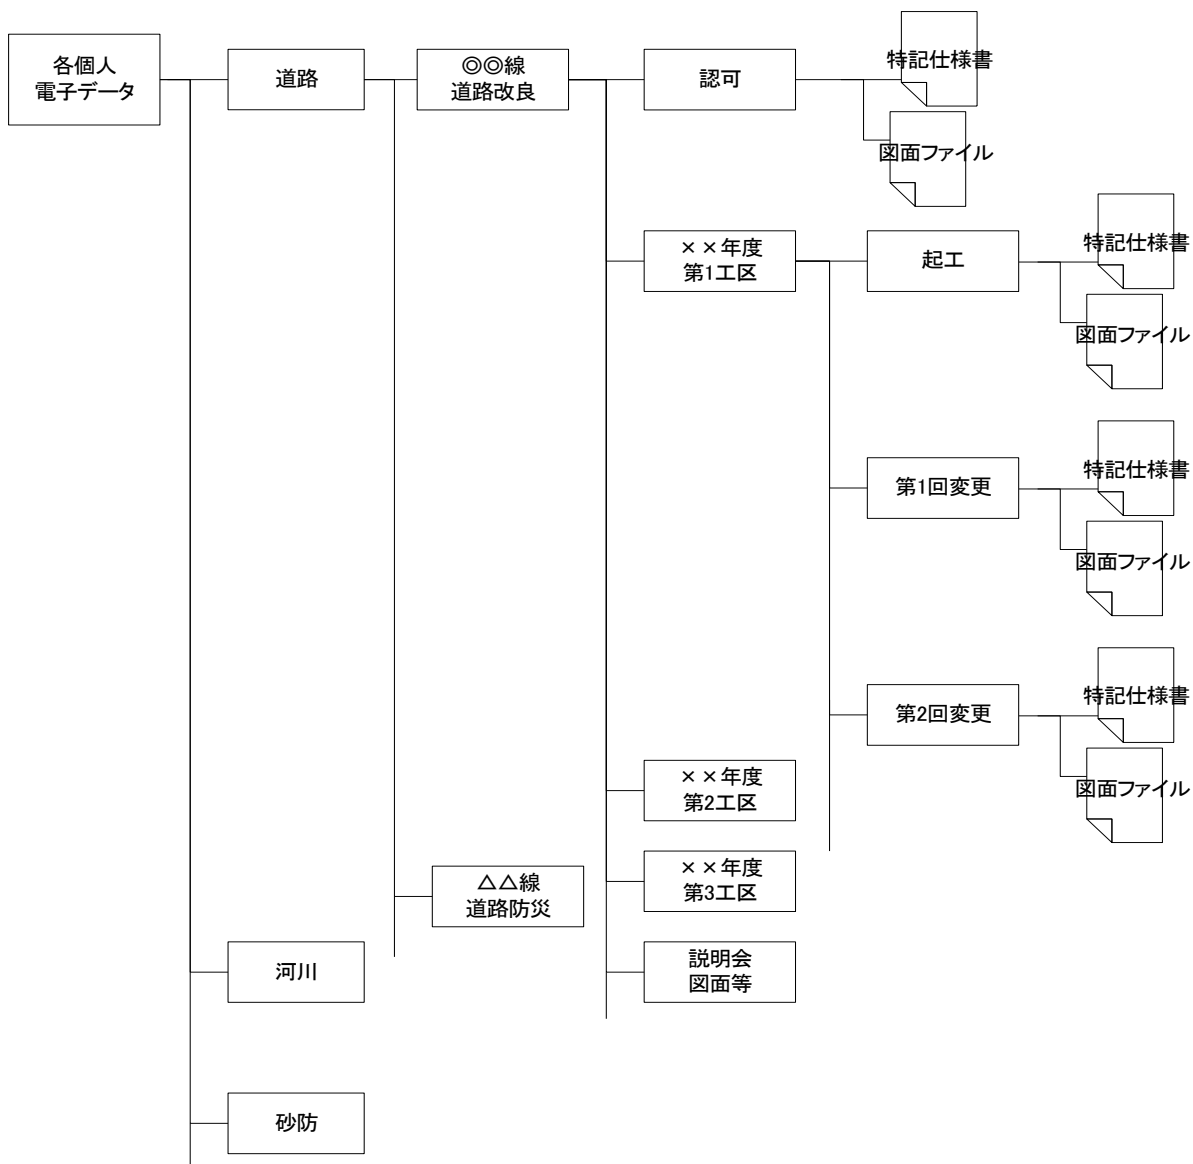 各個人
電子データ
道路
◎◎線
道路改良
認可
特記仕様書
図面ファイル
××年度
第1工区
起工
特記仕様書
図面ファイル
第1回変更
特記仕様書
図面ファイル
第2回変更
特記仕様書
図面ファイル
××年度
第2工区
××年度
第3工区
説明会
図面等
△△線
道路防災
河川
砂防